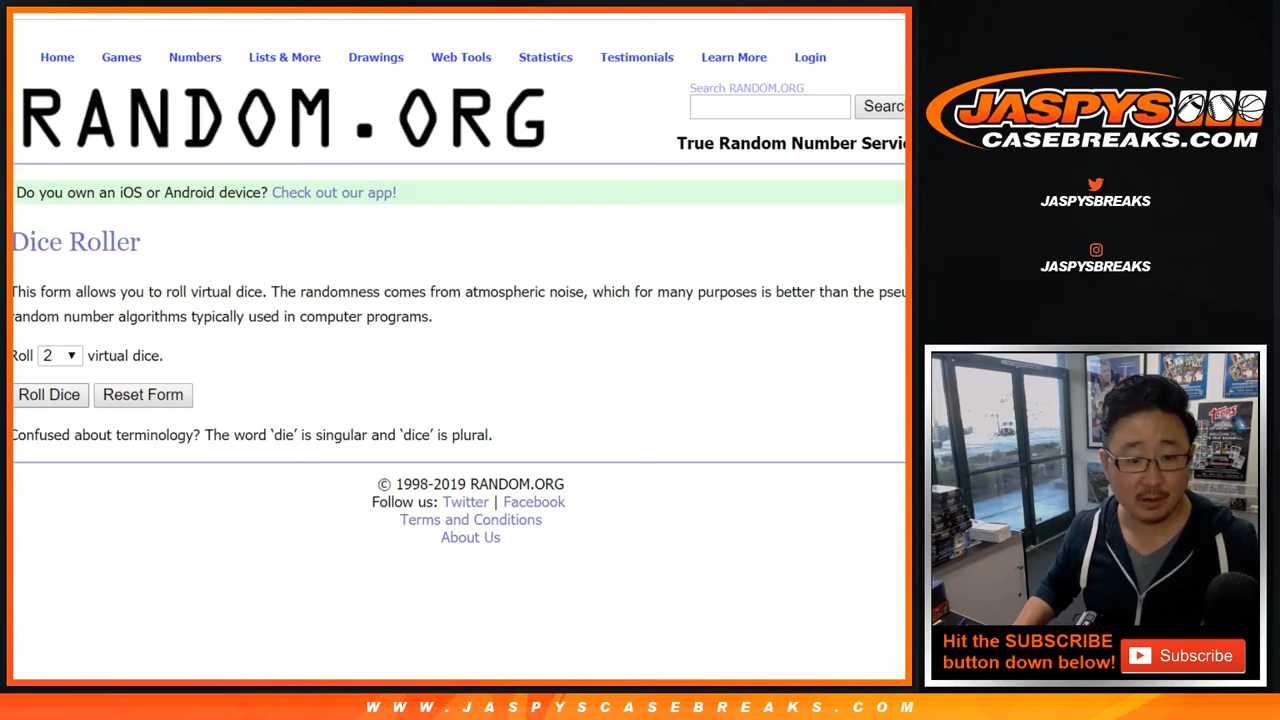 Home Games Numbers Lists & More Drawings Web Tools Statistics Testimonials Learn More Login
Search RANDOM.ORG
RANDOM.ORG
Searc
True Random Number Servi
Do you own an iOS or Android device? Check out our app!
Dice Roller
This form allows you to roll virtual dice. The randomness comes from atmospheric noise, which for many purposes is better than the pseu
random number algorithms typically used in computer programs.
Roll 2 virtual dice.
Roll Dice Reset Form
Confused about terminology? The word ‘die’ is singular and ‘dice’ is plural.
© 1998-2019 RANDOM.ORG
Follow us: Twitter | Facebook
Terms and Conditions
About Us
JASPYS
CASEBREAKS.COM
JASPYSBREAKS
JASPYSBREAKS
Topps
Hit the SUBSCRIBE
button down below!
Subscribe
WWW.JASPYSCASEBREAKS.COM